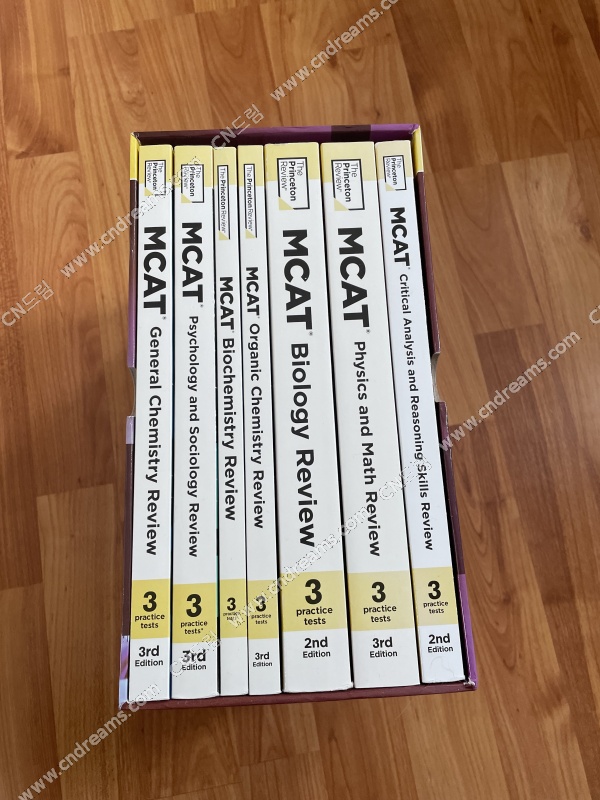 The
Princeton
Review®
MCAT®
General Chemistry Review
3
practice
tests
3rd
Edition
The
Princeton
Review®
MCAT®
Psychology and Sociology Review
3
practice
tests*
3rd
Edition
The Princeton Review®
MCAT®
Biochemistry Review
3
practice
The Princeton Review®
MCAT®
Organic Chemistry Review
3
practice
tests
3rd
Edition
The
Princeton
Review®
MCAT®
Biology Review
3
practice
tests
2nd
Edition
The
Princeton
Review®
MCAT®
Physics and Math Review
3
practice
tests
3rd
Edition
The
Princeton
Review®
MCAT®
Critical Analysis and Reasoning Skills Review
3
practice
tests
2nd
Edition
CN드림 www.cndreams.com